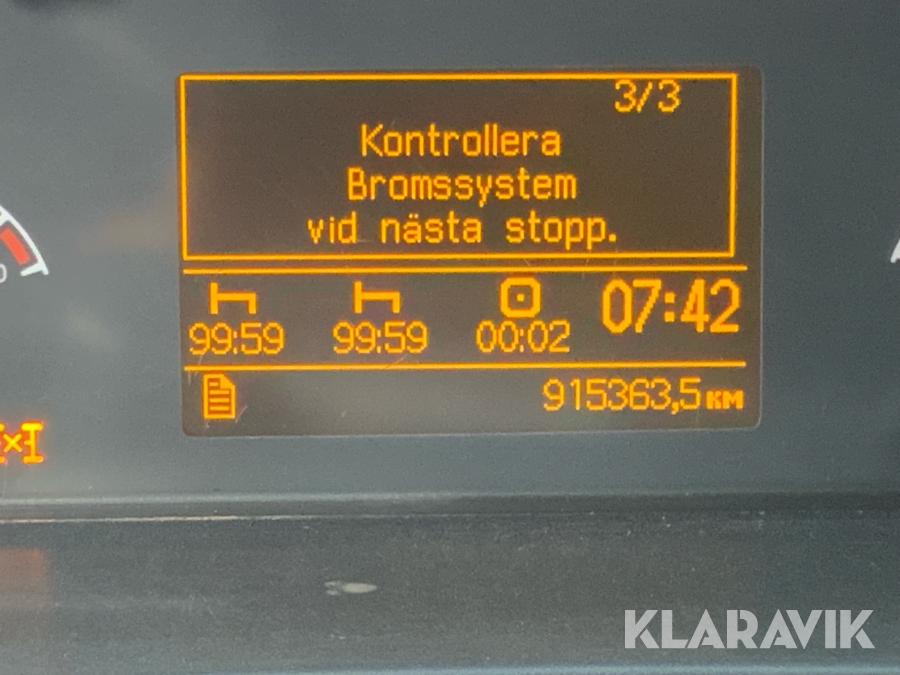 3/3
Kontrollera
Bromssystem
vid nästa stopp.
99:59 99:59 00:02 07:42
915363,5 км
KLARAVIK